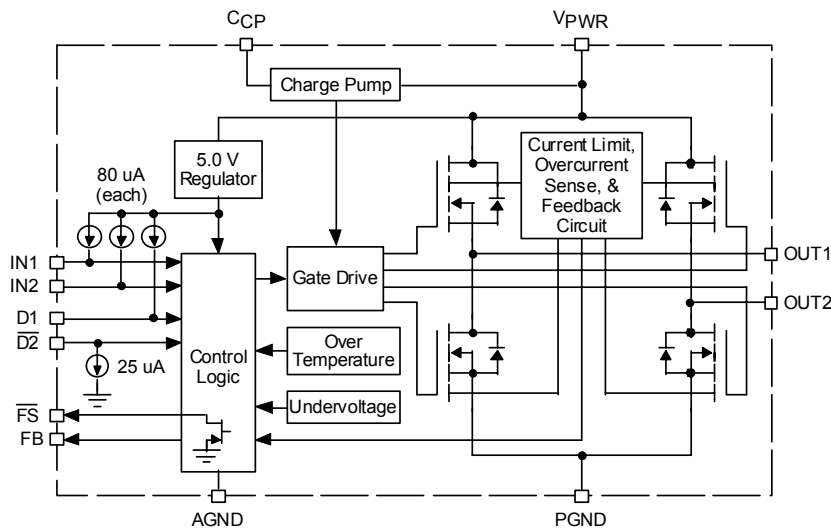 CCP
VPWR
Charge Pump
5.0 V
Regulator
Current Limit,
Overcurrent
Sense, &
Feedback
Circuit
80 uA
(each)
IN1
IN2
D1
D2
25 uA
FS
FB
Control
Logic
Gate Drive
Over
Temperature
Undervoltage
OUT1
OUT2
AGND
PGND